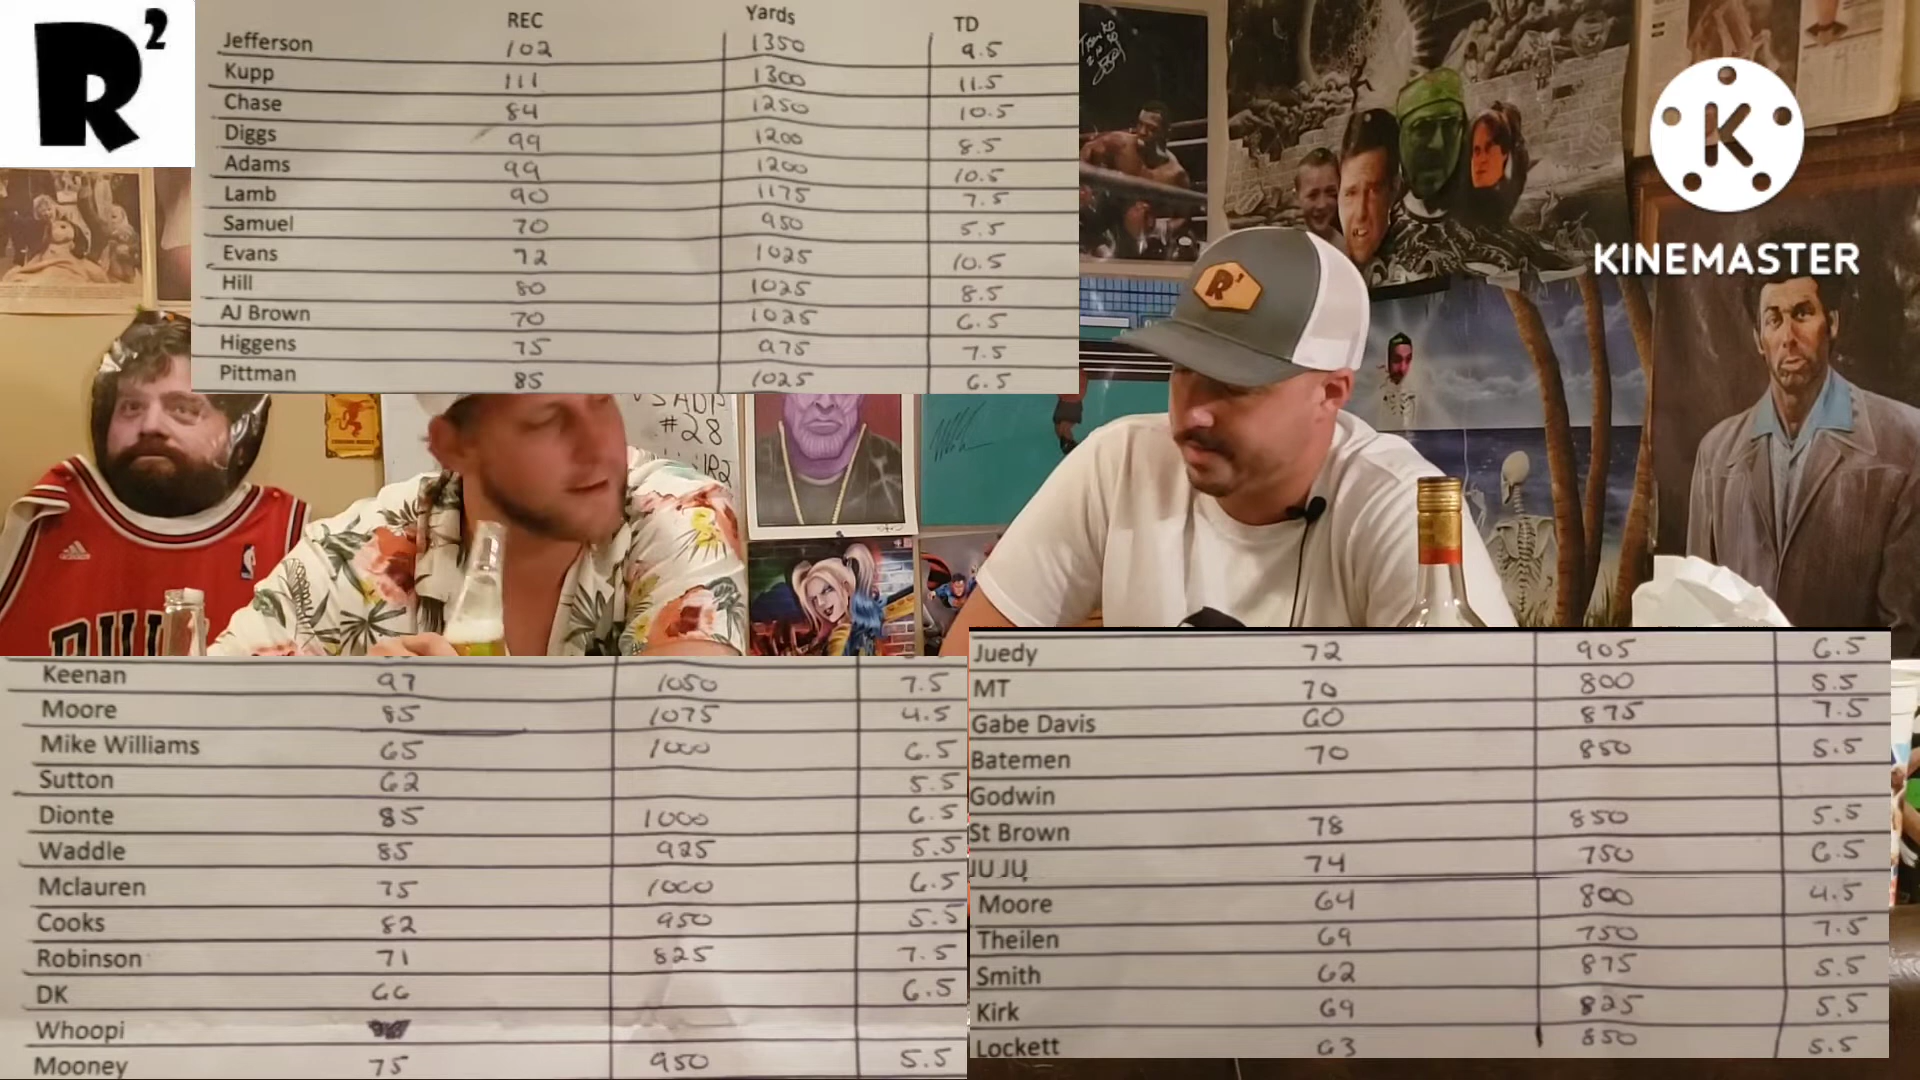 R²
REC Yards TD
Jefferson 102 1350 9.5
Kupp 111 1300 11.5
Chase 84 1250 10.5
Diggs 99 1200 8.5
Adams 99 1200 10.5
Lamb 90 1175 7.5
Samuel 70 950 5.5
Evans 72 1025 10.5
Hill 80 1025 8.5
AJ Brown 70 1025 6.5
Higgens 75 975 7.5
Pittman 85 1025 6.5
KINEMASTER
R²
VS ADP
#28
Keenan 97 1050 7.5
Moore 85 1075 4.5
Mike Williams 65 1000 6.5
Sutton 62 5.5
Dionte 85 1000 6.5
Waddle 85 925 5.5
Mclauren 75 1000 6.5
Cooks 82 950 5.5
Robinson 71 825 7.5
DK 66 6.5
Whoopi
Mooney 75 950 5.5
Juedy 72 905 6.5
MT 70 800 5.5
Gabe Davis 60 875 7.5
Batemen 70 850 5.5
Godwin
St Brown 78 850 5.5
JU JU 74 750 6.5
Moore 64 800 4.5
Theilen 69 750 7.5
Smith 62 875 5.5
Kirk 69 825 5.5
Lockett 63 850 5.5